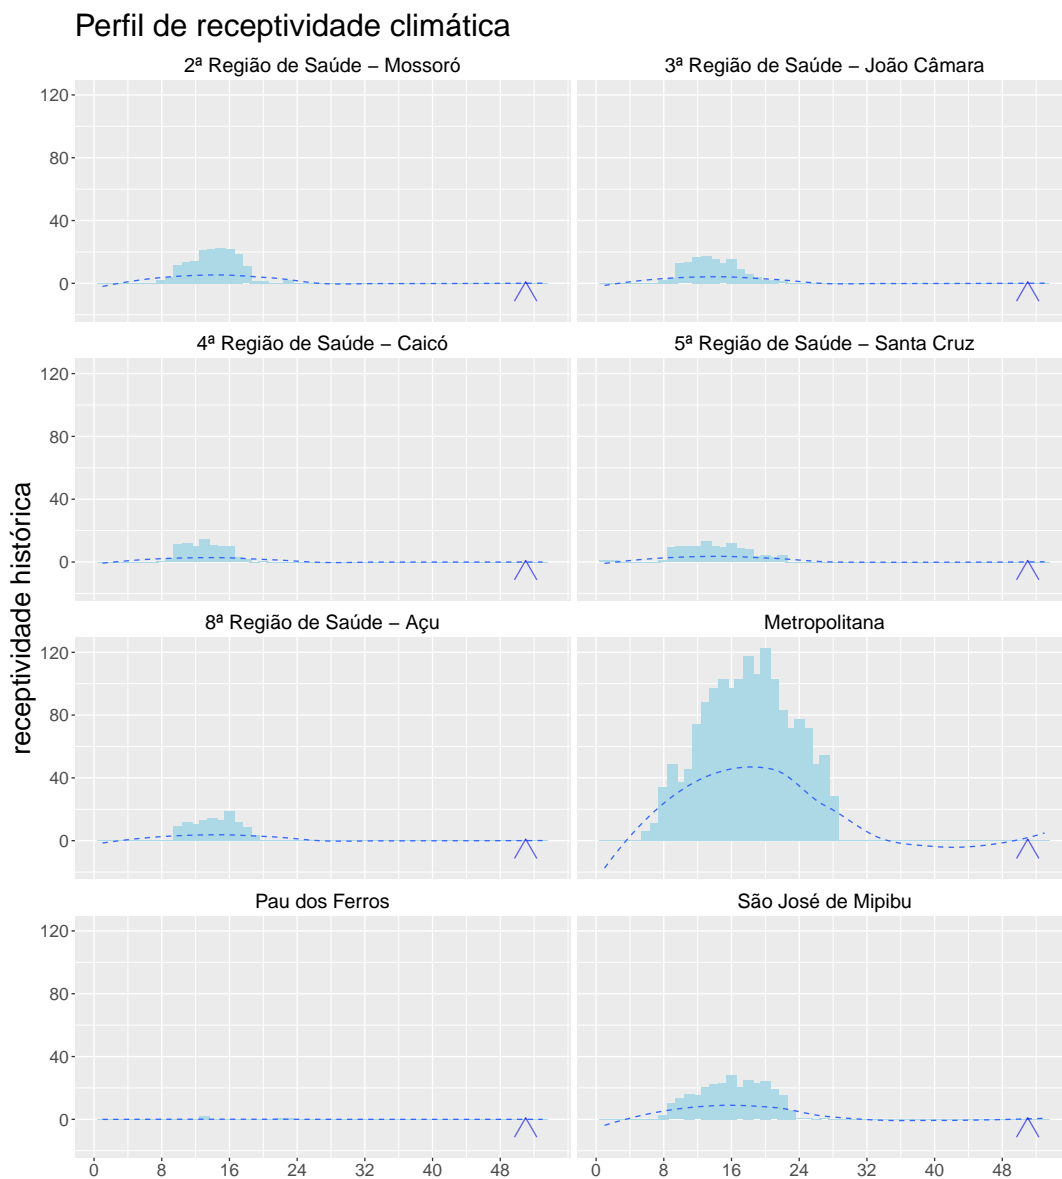 Perfil de receptividade climática
2ª Região de Saúde − Mossoró
3ª Região de Saúde − João Câmara
120
80
40
0
4ª Região de Saúde − Caicó
5ª Região de Saúde − Santa Cruz
120
80
40
0
receptividade histórica
8ª Região de Saúde − Açu
Metropolitana
120
80
40
0
Pau dos Ferros
São José de Mipibu
120
80
40
0
0 8 16 24 32 40 48
0 8 16 24 32 40 48